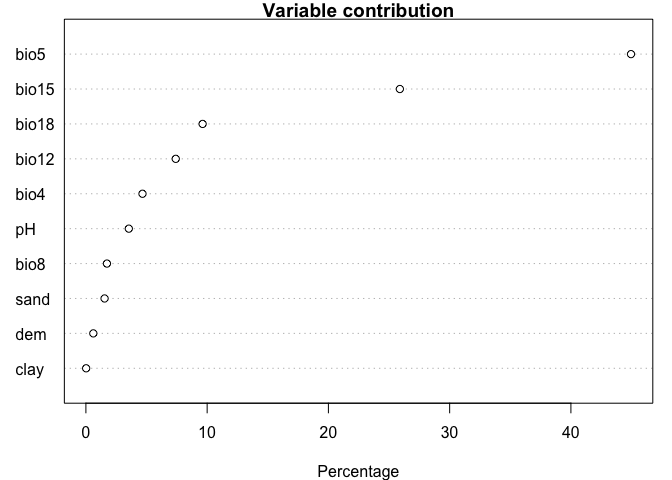 Variable contribution
bio5
bio15
bio18
bio12
bio4
pH
bio8
sand
dem
clay
0 10 20 30 40
Percentage